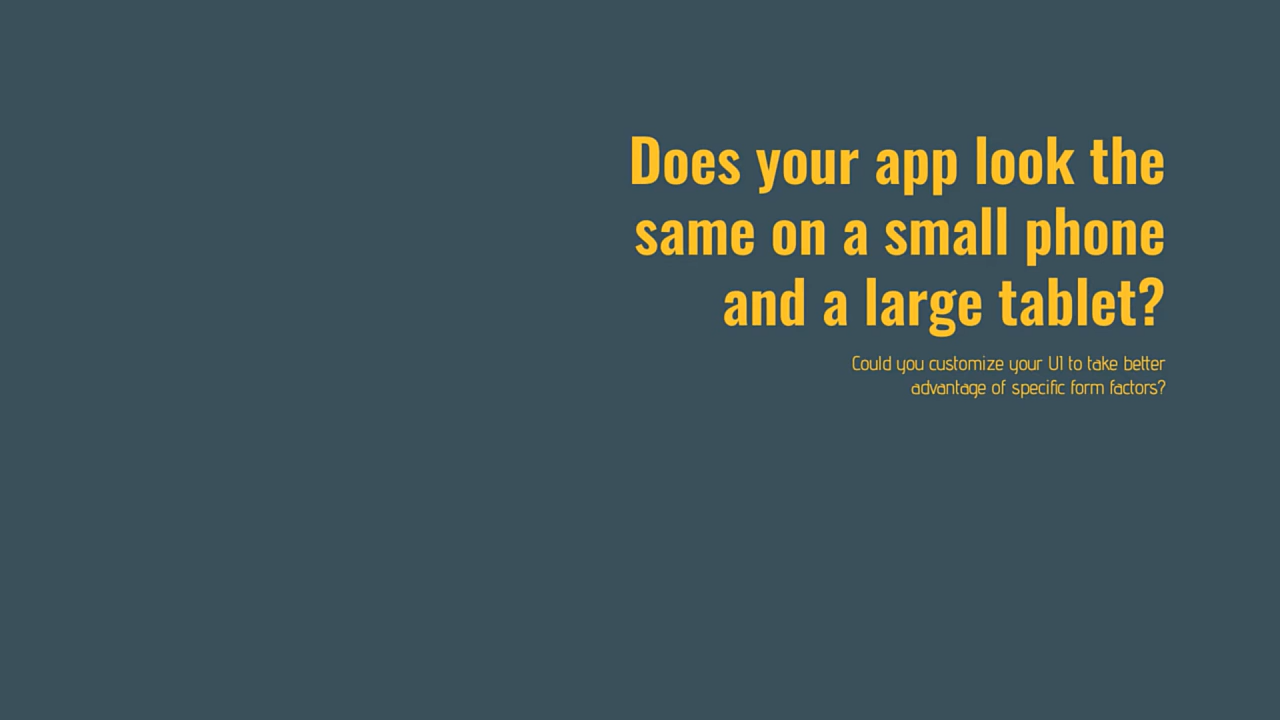 Does your app look the
same on a small phone
and a large tablet?
Could you customize your UI to take better
advantage of specific form factors?